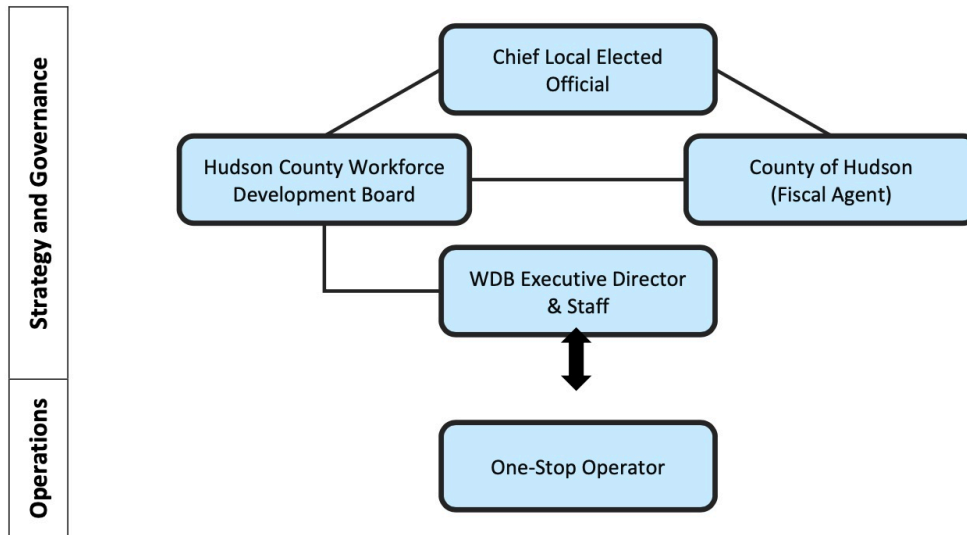 Strategy and Governance
Chief Local Elected
Official
Hudson County Workforce
Development Board
County of Hudson
(Fiscal Agent)
WDB Executive Director
& Staff
Operations
One-Stop Operator